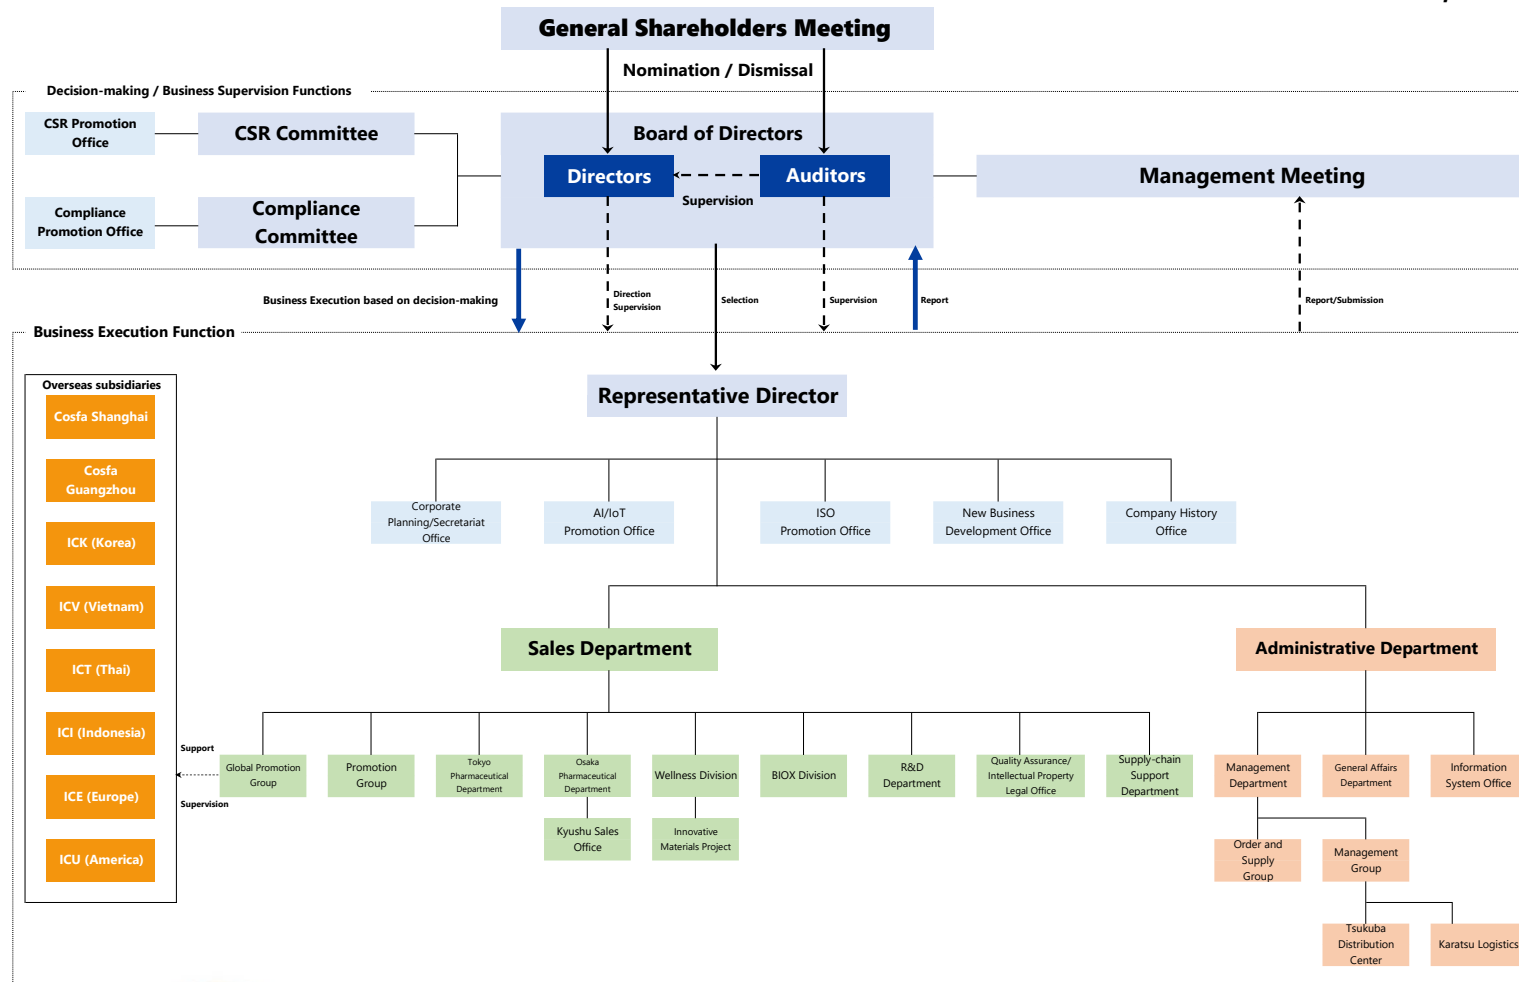 General Shareholders Meeting
Nomination / Dismissal
Decision-making / Business Supervision Functions
CSR Promotion
Office
CSR Committee
Board of Directors
Directors
Auditors
Supervision
Management Meeting
Compliance
Promotion Office
Compliance
Committee
Business Execution based on decision-making
Direction
Supervision
Selection
Supervision
Report
Report/Submission
Business Execution Function
Overseas subsidiaries
Cosfa Shanghai
Cosfa
Guangzhou
ICK (Korea)
ICV (Vietnam)
ICT (Thai)
ICI (Indonesia)
ICE (Europe)
ICU (America)
Representative Director
Corporate
Planning/Secretariat
Office
AI/IoT
Promotion Office
ISO
Promotion Office
New Business
Development Office
Company History
Office
Sales Department
Administrative Department
Support
Supervision
Global Promotion
Group
Promotion
Group
Tokyo
Pharmaceutical
Department
Osaka
Pharmaceutical
Department
Wellness Division
BIOX Division
R&D
Department
Quality Assurance/
Intellectual Property
Legal Office
Supply-chain
Support
Department
Management
Department
General Affairs
Department
Information
System Office
Kyushu Sales
Office
Innovative
Materials Project
Order and
Supply
Group
Management
Group
Tsukuba
Distribution
Center
Karatsu Logistics